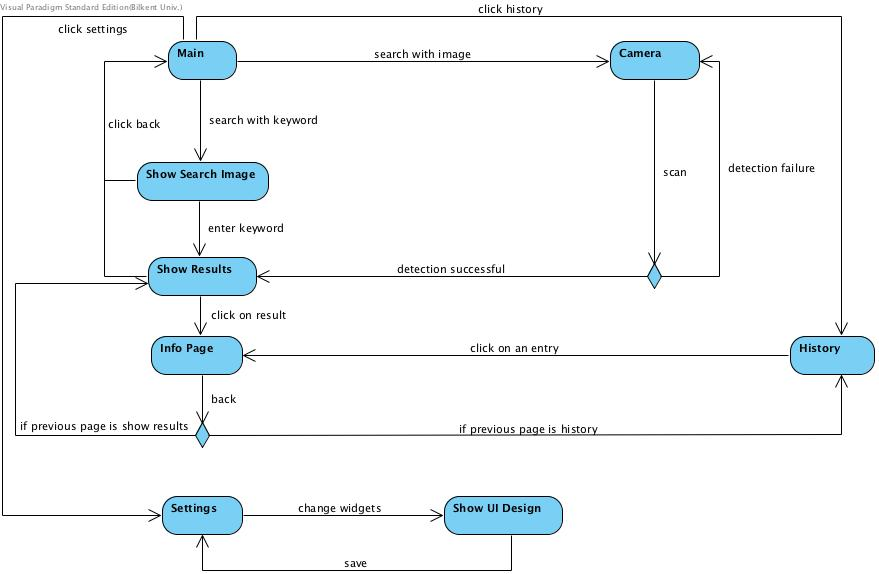 Visual Paradigm Standard Edition(Bilkent Univ.)
click history
click settings
Main
search with image
Camera
click back
search with keyword
Show Search Image
scan
detection failure
enter keyword
Show Results
detection successful
click on result
Info Page
click on an entry
History
back
if previous page is show results
if previous page is history
Settings
change widgets
Show UI Design
save